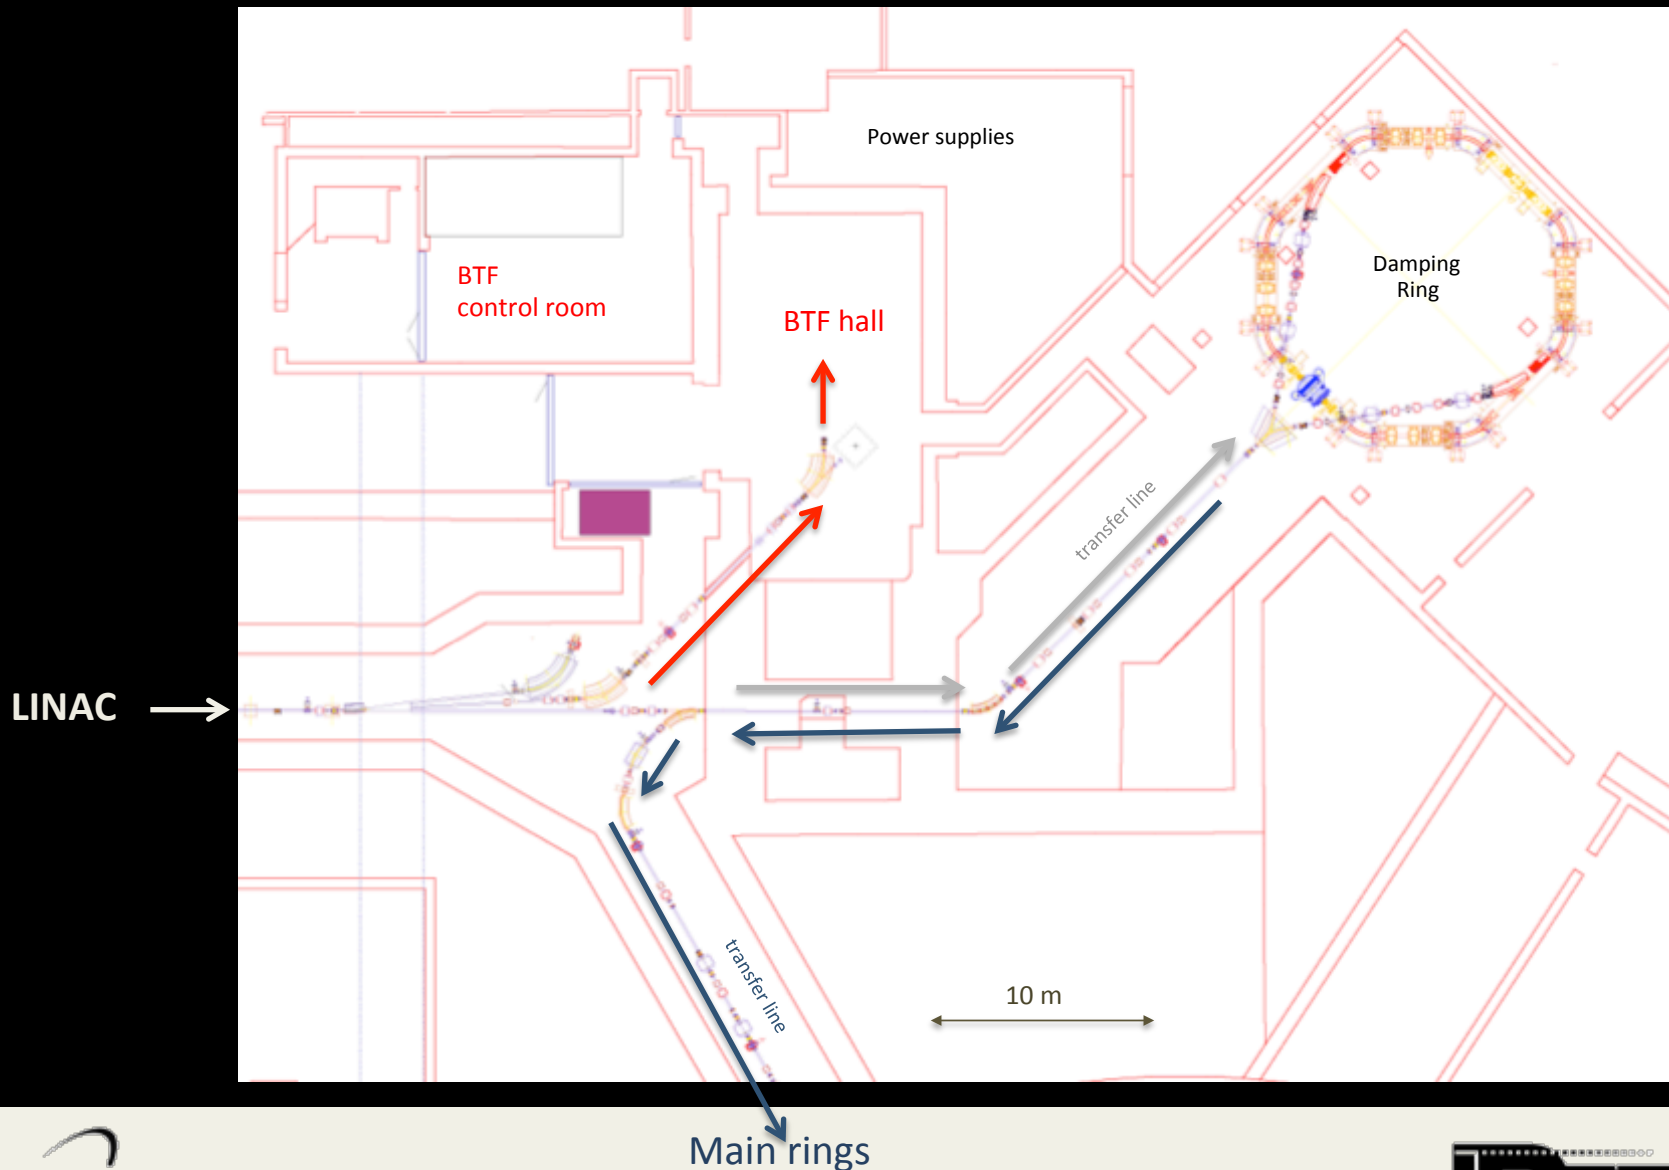 Power supplies
BTF
control room
BTF hall
Damping
Ring
transfer line
LINAC
transfer line
10 m
Main rings